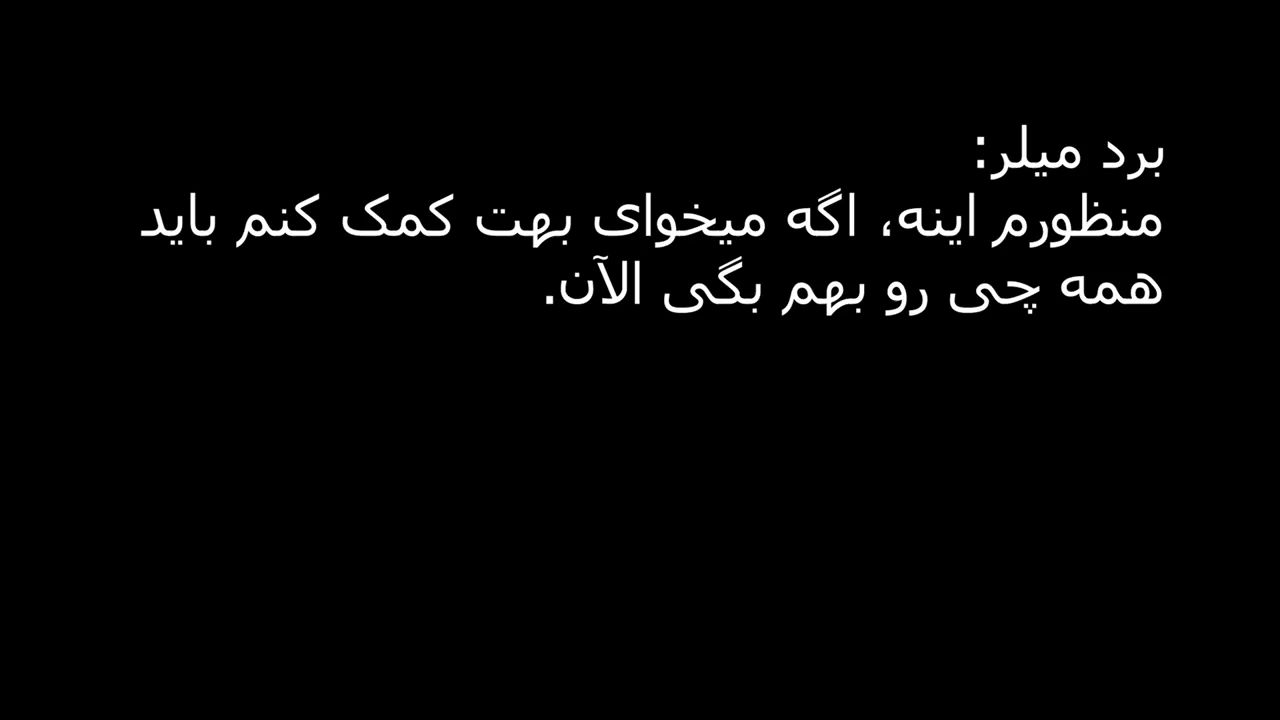 برد میلر:
منظورم اینه، اگه میخوای بهت کمک کنم باید
همه چی رو بهم بگی الآن.